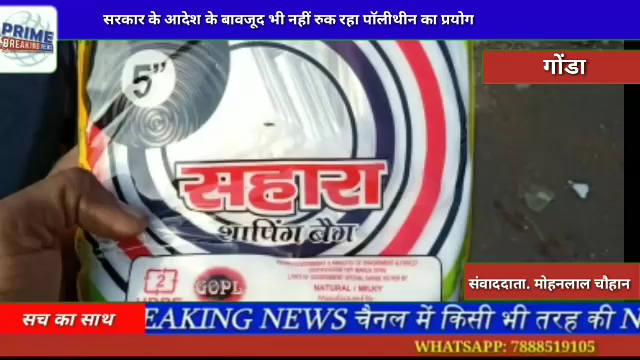 सरकार के आदेश के बावजूद भी नहीं रुक रहा पॉलीथीन का प्रयोग
PRIME
BREAKING NEWS
गोंडा
5"
सहारा
शापिंग बैग
2
HDPE
GOPL
NATURAL / MILKY
संवाददाता. मोहनलाल चौहान
सच का साथ
EAKING NEWS चैनल में किसी भी तरह की N
WHATSAPP: 7888519105